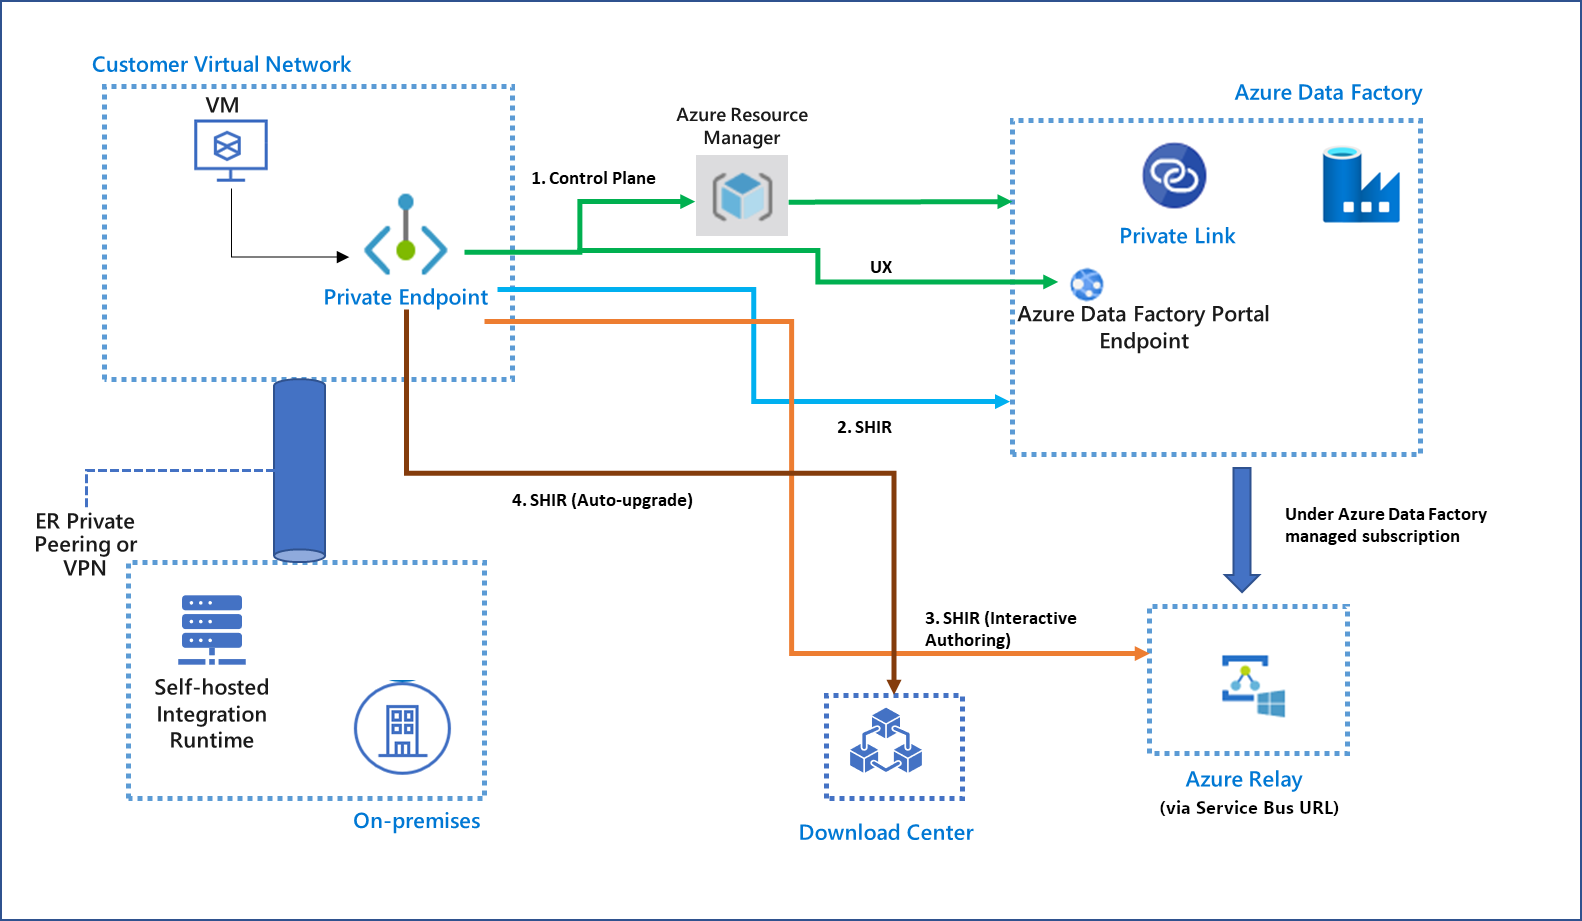 Customer Virtual Network
VM
Private Endpoint
Azure Resource
Manager
1. Control Plane
UX
Azure Data Factory
Private Link
Azure Data Factory Portal
Endpoint
2. SHIR
4. SHIR (Auto-upgrade)
ER Private
Peering or
VPN
Under Azure Data Factory
managed subscription
3. SHIR (Interactive
Authoring)
Self-hosted
Integration
Runtime
On-premises
Download Center
Azure Relay
(via Service Bus URL)